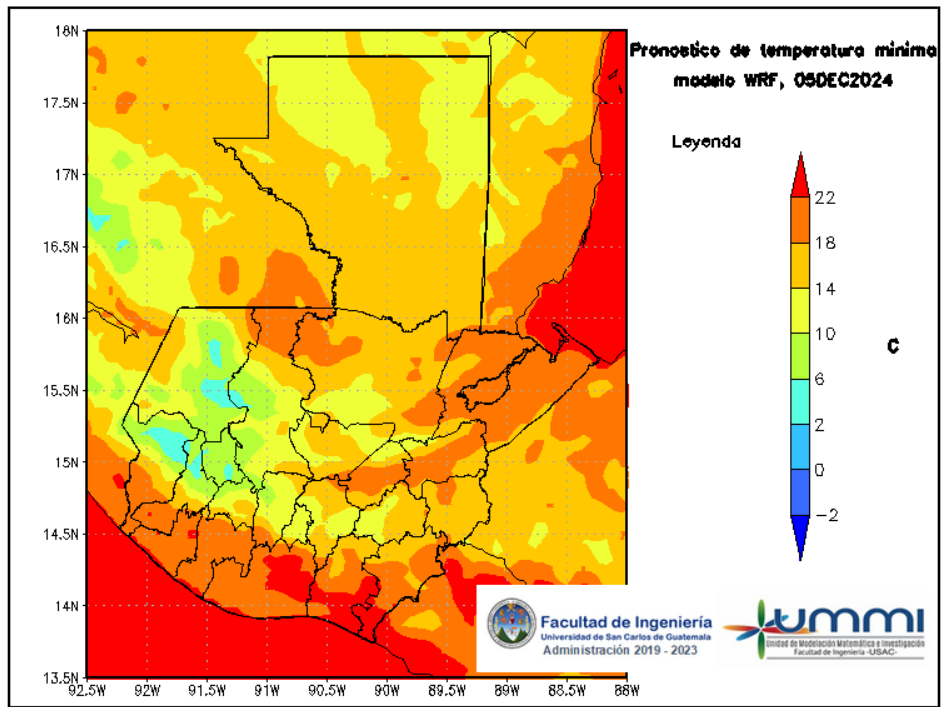 Pronostico de temperatura minima
modelo WRF, 05DEC2024
Leyenda
22
18
14
10
6
2
0
−2
C
18N
17.5N
17N
16.5N
16N
15.5N
15N
14.5N
14N
13.5N
92.5W 92W 91.5W 91W 90.5W 90W 89.5W 89W 88.5W 88W
Facultad de Ingeniería
Universidad de San Carlos de Guatemala
Administración 2019 - 2023
ummi
Unidad de Modelación Matemática e Investigación
Facultad de Ingeniería -USAC-